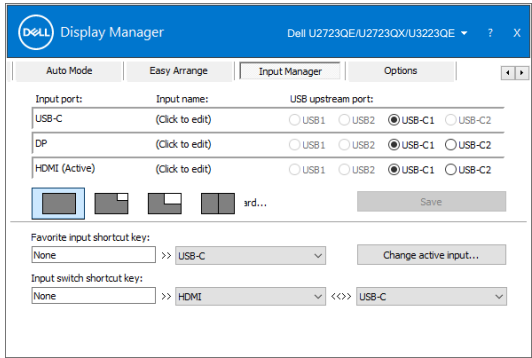 DELL Display Manager Dell U2723QE/U2723QX/U3223QE ? X
Auto Mode Easy Arrange Input Manager Options
Input port: Input name: USB upstream port:
USB-C (Click to edit) USB1 USB2 USB-C1 USB-C2
DP (Click to edit) USB1 USB2 USB-C1 USB-C2
HDMI (Active) (Click to edit) USB1 USB2 USB-C1 USB-C2
ard... Save
Favorite input shortcut key:
None >> USB-C Change active input...
Input switch shortcut key:
None >> HDMI <<>> USB-C